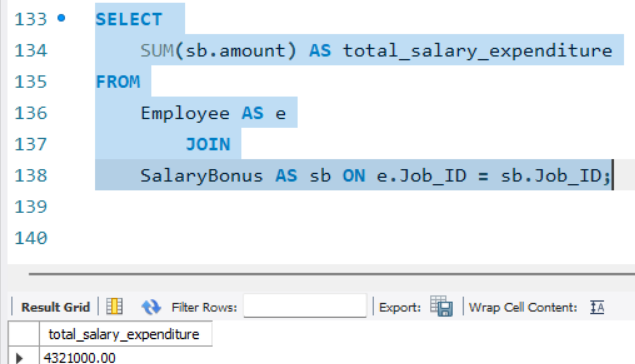 133 SELECT
134 SUM(sb.amount) AS total_salary_expenditure
135 FROM
136 Employee AS e
137 JOIN
138 SalaryBonus AS sb ON e.Job_ID = sb.Job_ID;
139
140
Result Grid Filter Rows: Export: Wrap Cell Content: IA
total_salary_expenditure
4321000.00